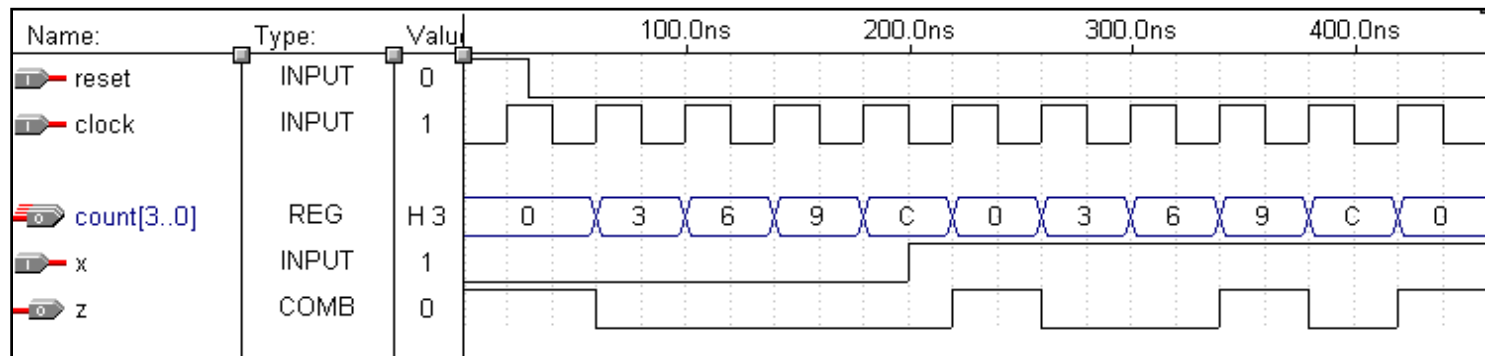 Name: Type: Valu 100.0ns 200.0ns 300.0ns 400.0ns
I reset INPUT 0
I clock INPUT 1
O count[3..0] REG H 3 0 3 6 9 C 0 3 6 9 C 0
I x INPUT 1
O z COMB 0